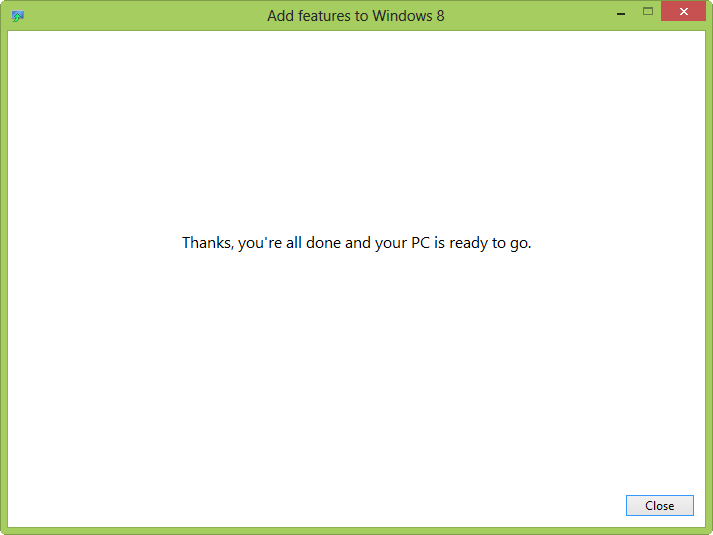 Add features to Windows 8
Thanks, you're all done and your PC is ready to go.
Close